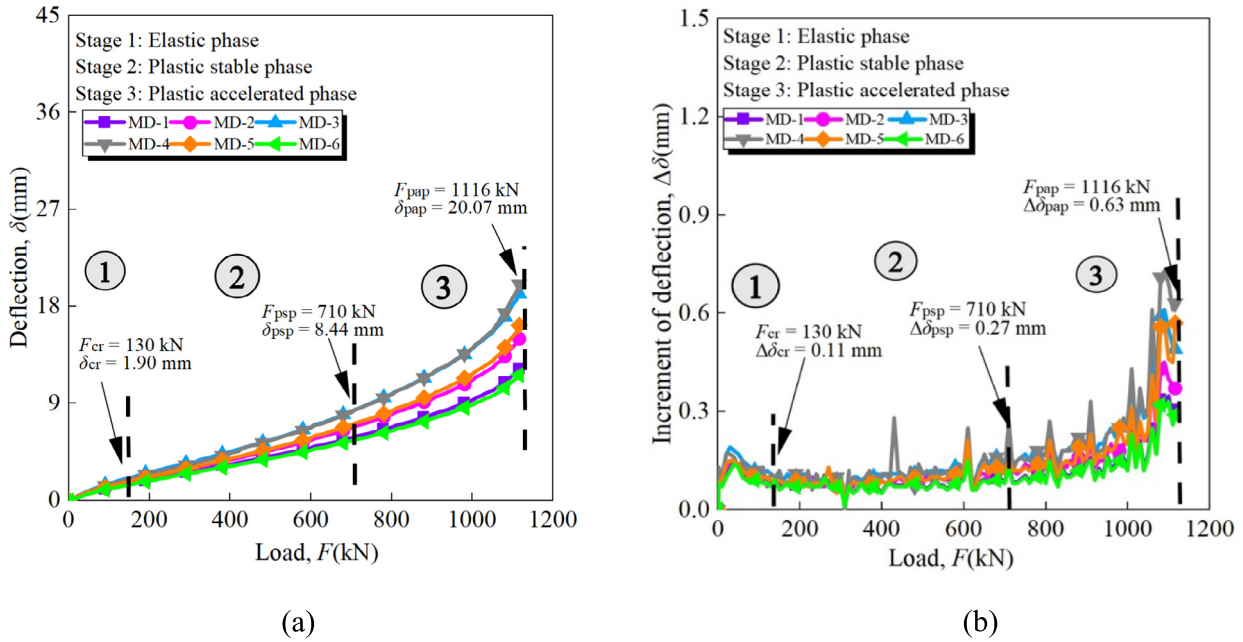 45
36
27
18
9
0
Deflection, δ(mm)
Stage 1: Elastic phase
Stage 2: Plastic stable phase
Stage 3: Plastic accelerated phase
MD-1 MD-2 MD-3
MD-4 MD-5 MD-6
Fpap = 1116 kN
δpap = 20.07 mm
1
2
3
Fpsp = 710 kN
δpsp = 8.44 mm
Fcr = 130 kN
δcr = 1.90 mm
0 200 400 600 800 1000 1200
Load, F(kN)
(a)
1.5
1.2
0.9
0.6
0.3
0.0
Increment of deflection, Δδ(mm)
Stage 1: Elastic phase
Stage 2: Plastic stable phase
Stage 3: Plastic accelerated phase
MD-1 MD-2 MD-3
MD-4 MD-5 MD-6
Fpap = 1116 kN
Δδpap = 0.63 mm
1
2
3
Fpsp = 710 kN
Δδpsp = 0.27 mm
Fcr = 130 kN
Δδcr = 0.11 mm
0 200 400 600 800 1000 1200
Load, F(kN)
(b)